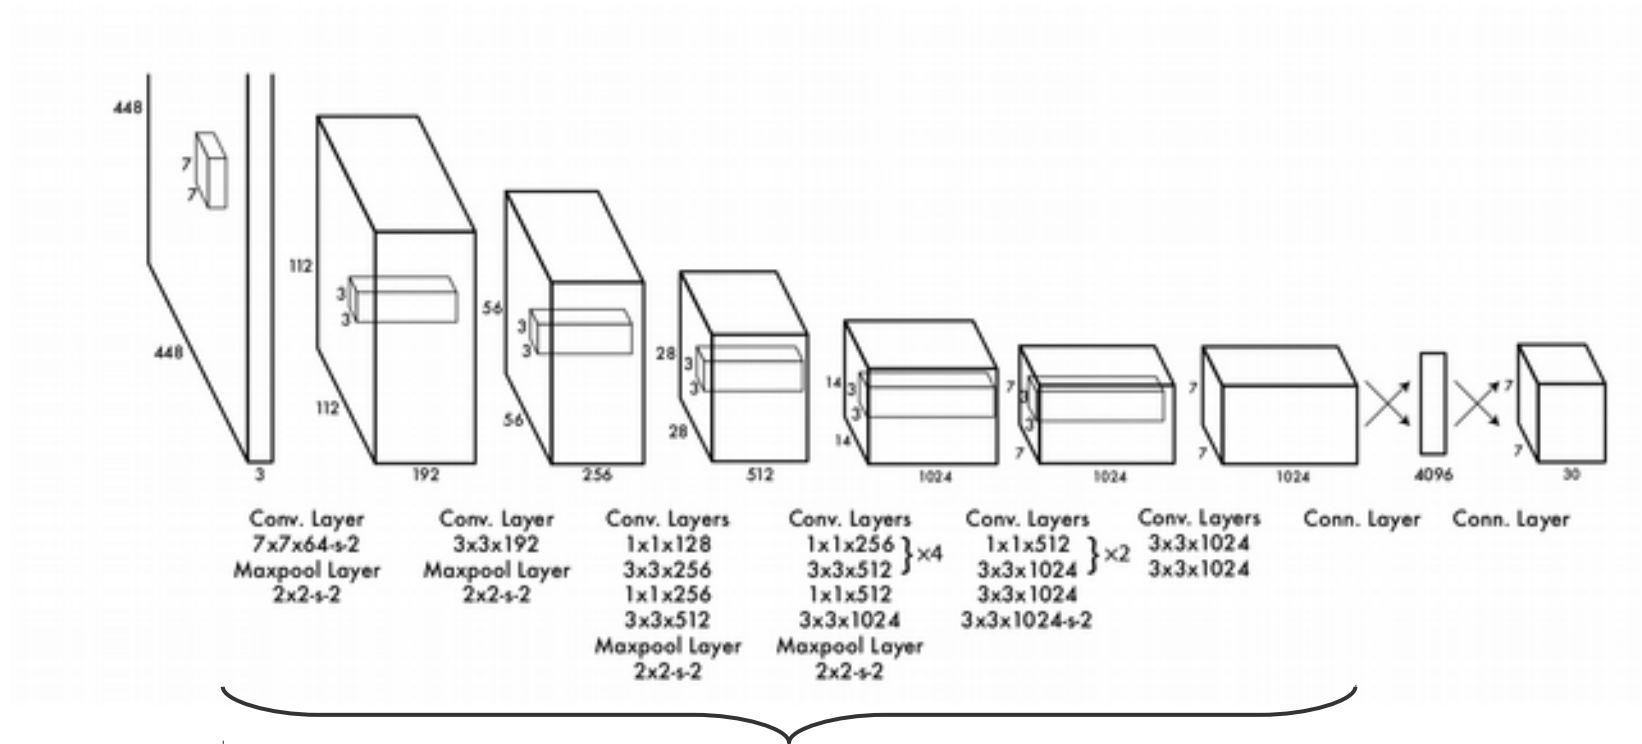 448
7
7
448
3
112
3
3
112
192
56
3
3
56
256
28
3
3
28
512
14
3
3
14
1024
7
3
3
7
1024
7
7
1024
4096
7
7
30
Conv. Layer
7x7x64-s-2
Maxpool Layer
2x2-s-2
Conv. Layer
3x3x192
Maxpool Layer
2x2-s-2
Conv. Layers
1x1x128
3x3x256
1x1x256
3x3x512
Maxpool Layer
2x2-s-2
Conv. Layers
1x1x256
3x3x512
}×4
1x1x512
3x3x1024
Maxpool Layer
2x2-s-2
Conv. Layers
1x1x512
3x3x1024
}×2
3x3x1024
3x3x1024-s-2
Conv. Layers
3x3x1024
3x3x1024
Conn. Layer
Conn. Layer